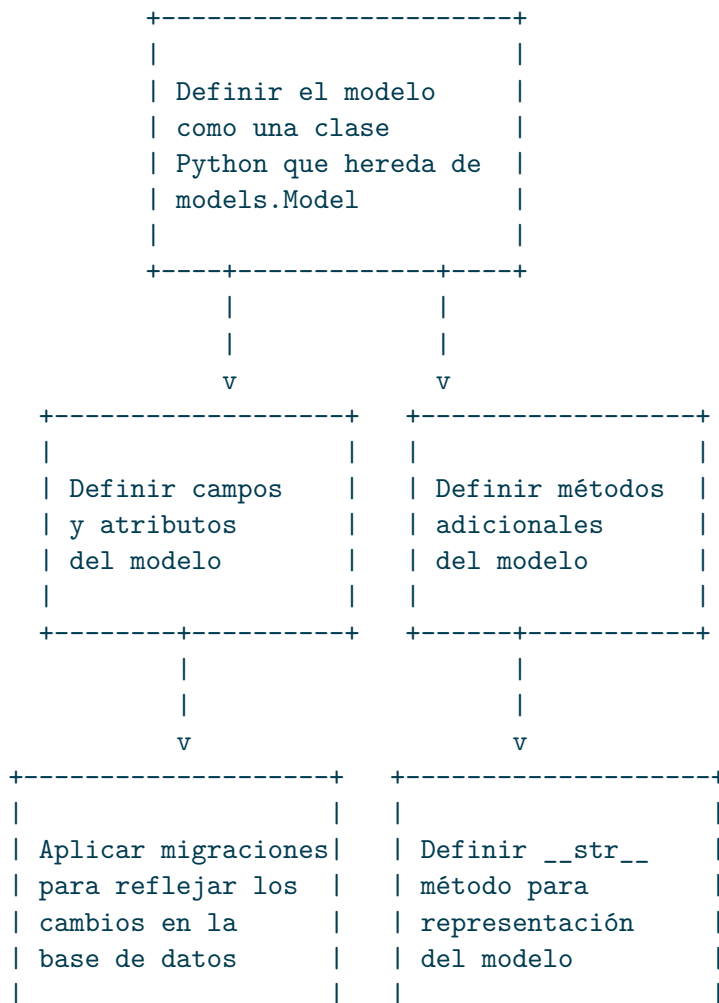 Definir el modelo
como una clase
Python que hereda de
models.Model
v v
Definir campos
y atributos
del modelo
Definir métodos
adicionales
del modelo
v v
Aplicar migraciones
para reflejar los
cambios en la
base de datos
Definir __str__
método para
representación
del modelo